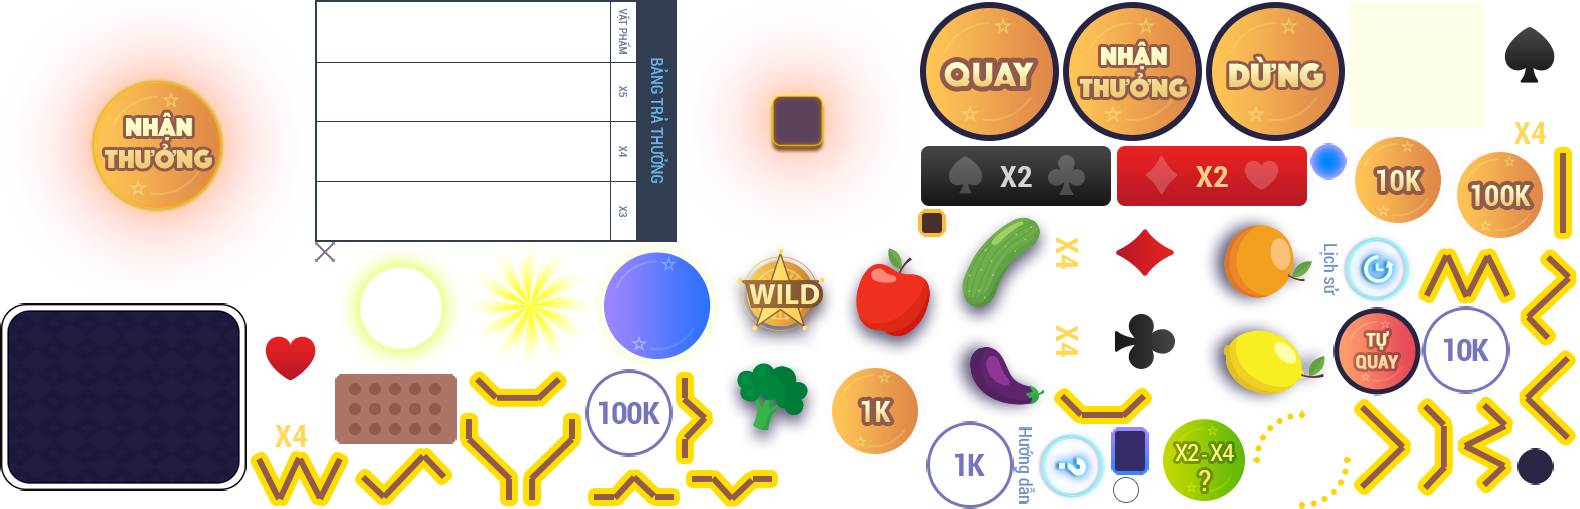 NHẬN
THƯỞNG
VẬT PHẨM
X5
X4
X3
BẢNG TRẢ THƯỞNG
QUAY
NHẬN
THƯỞNG
DỪNG
X4
X2
X2
10K
100K
X4
Lịch sử
WILD
X4
TỰ
QUAY
10K
100K
1K
X4
1K
Hướng dẫn
?
X2-X4
?